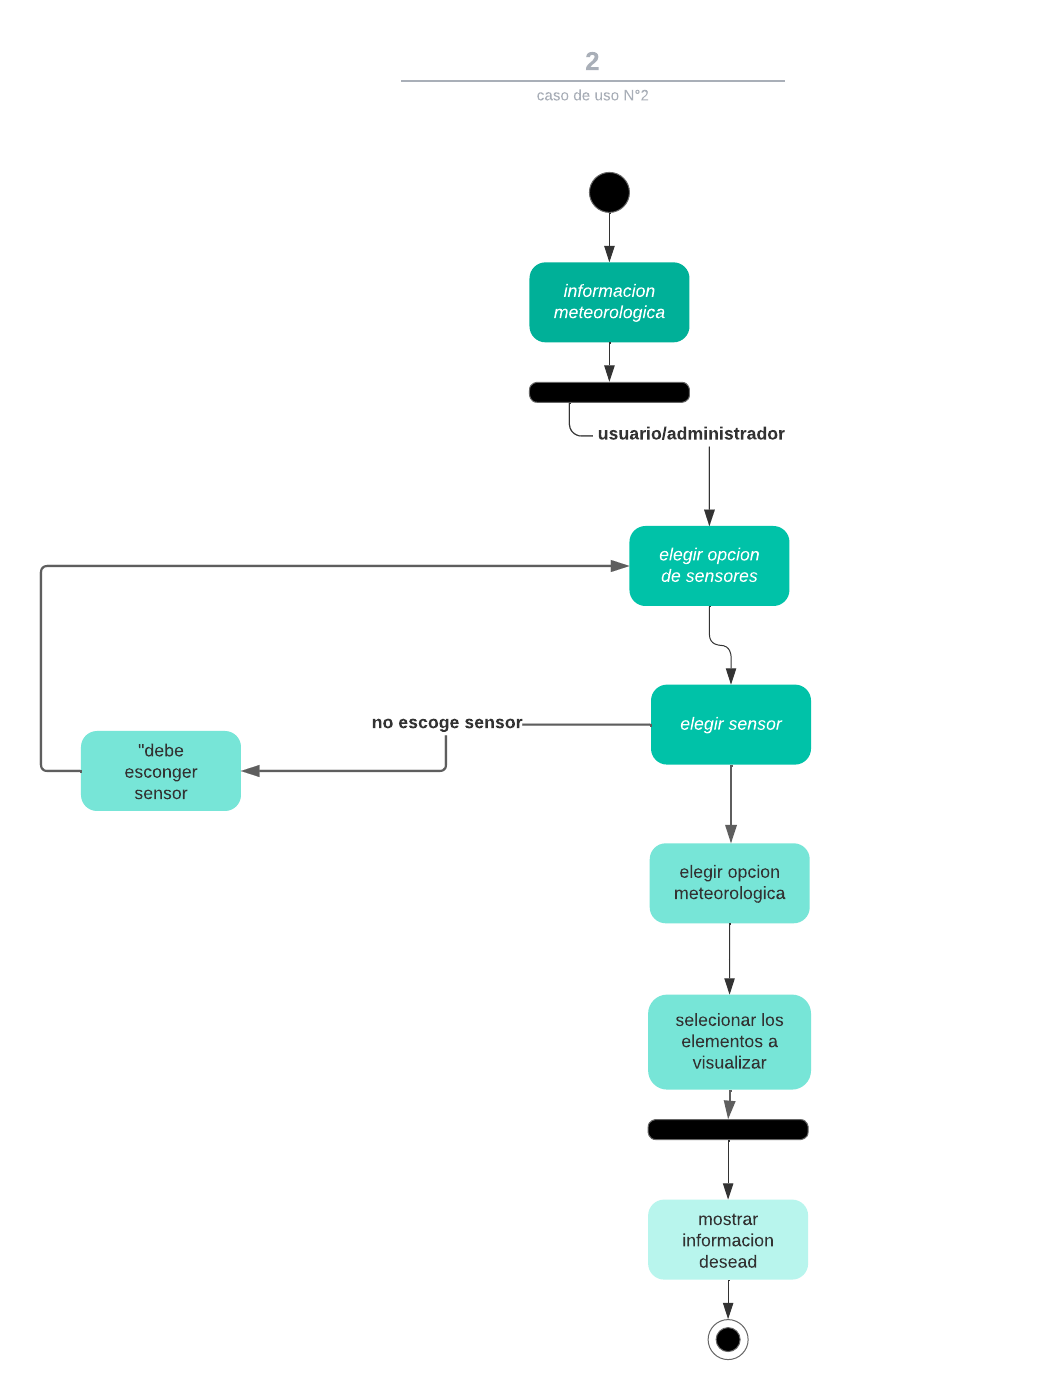 2
caso de uso N°2
informacion
meteorologica
usuario/administrador
elegir opcion
de sensores
no escoge sensor
elegir sensor
"debe
esconger
sensor
elegir opcion
meteorologica
selecionar los
elementos a
visualizar
mostrar
informacion
desead